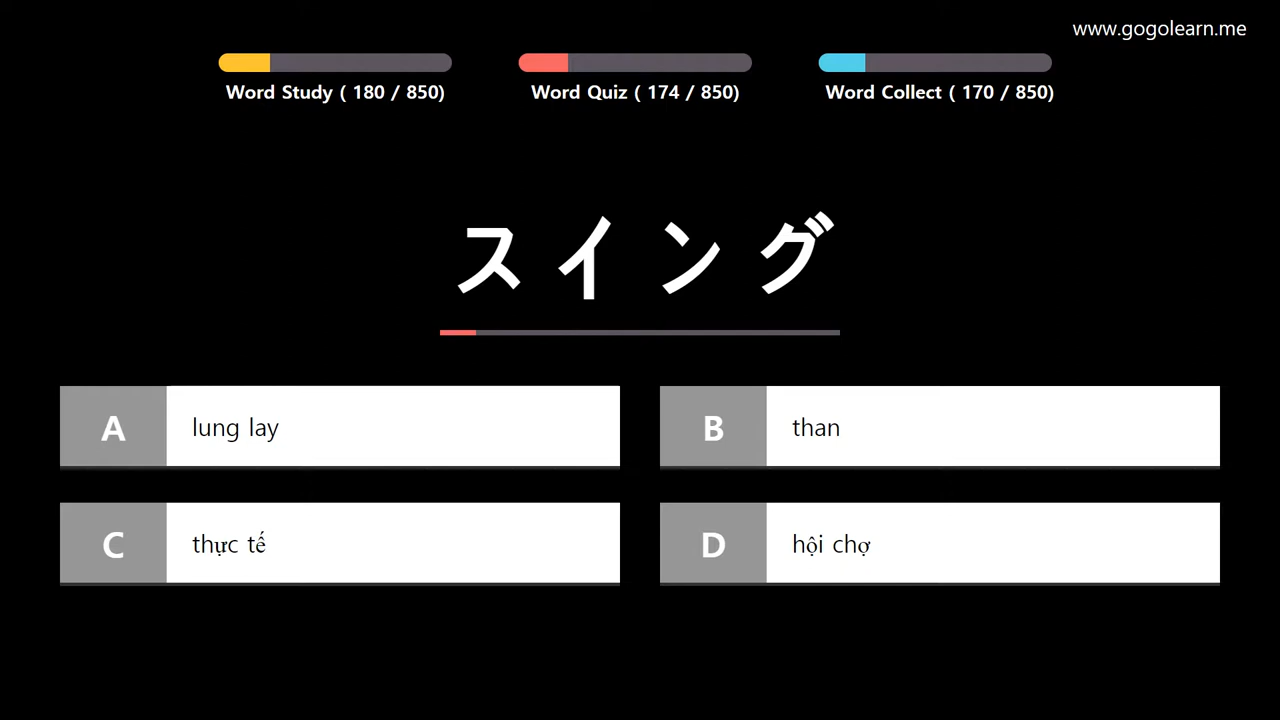 www.gogolearn.me
Word Study ( 180 / 850)
Word Quiz ( 174 / 850)
Word Collect ( 170 / 850)
スイング
A lung lay
B than
C thực tế
D hội chợ